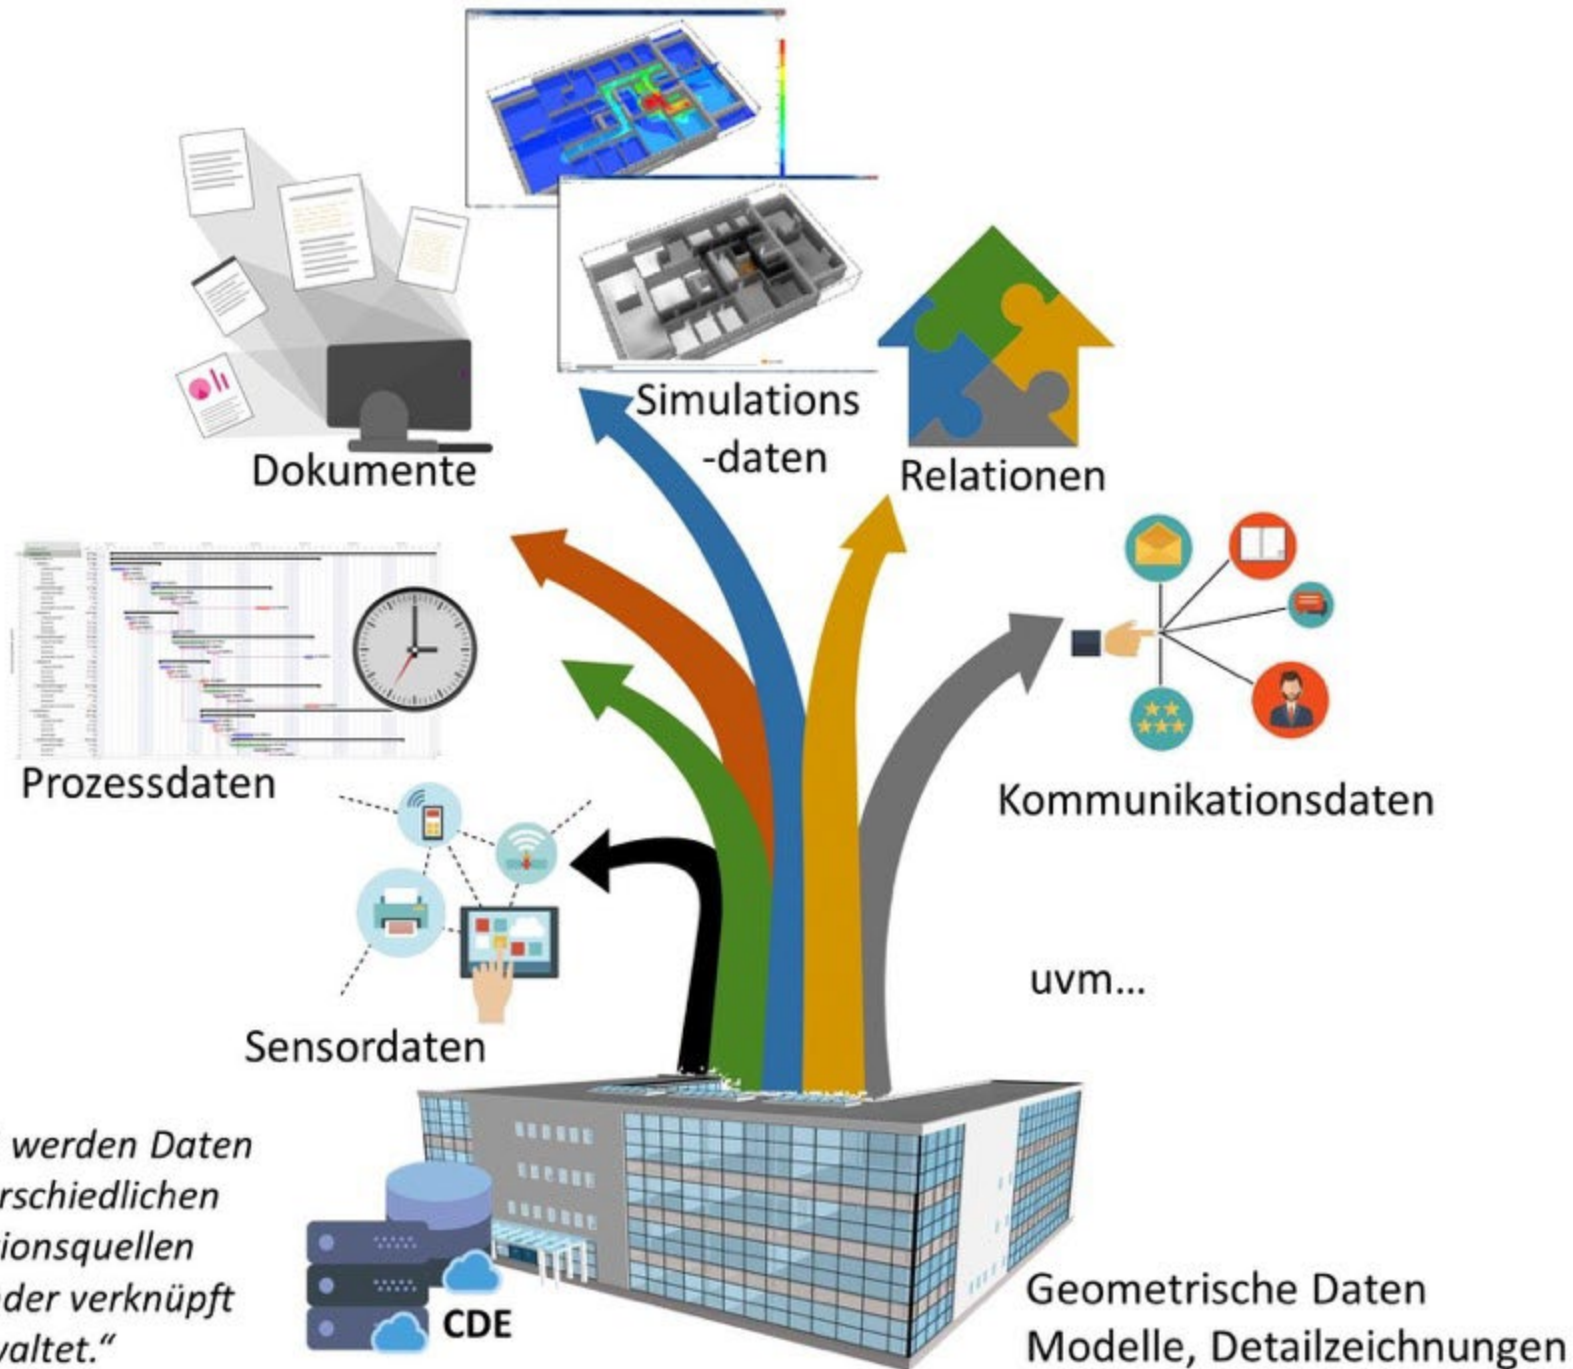 Simulations
-daten
Dokumente
Relationen
Prozessdaten
Kommunikationsdaten
Sensordaten
uvm...
werden Daten
rschiedlichen
ionsquellen
nder verknüpft
valtet.“
CDE
Geometrische Daten
Modelle, Detailzeichnungen